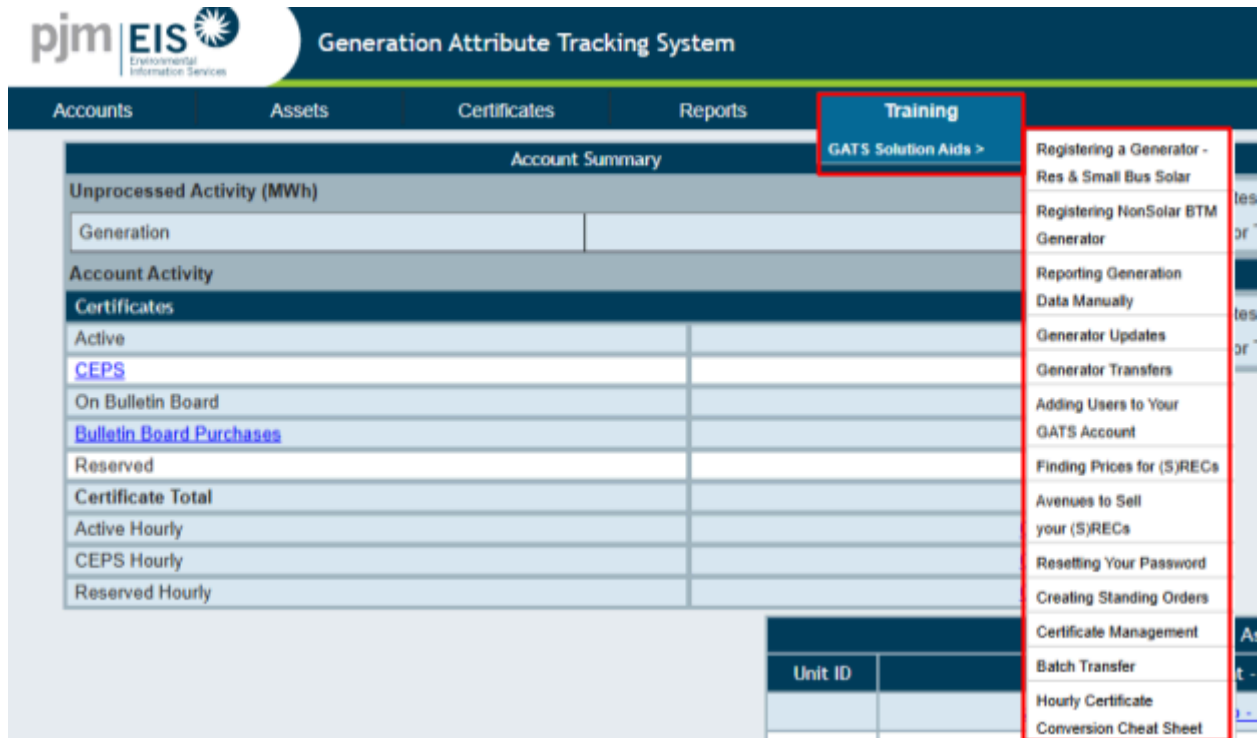 pjm EIS
Environmental
Information Services
Generation Attribute Tracking System
Accounts Assets Certificates Reports Training
GATS Solution Aids >
Account Summary
Unprocessed Activity (MWh)
Generation
Account Activity
Certificates
Active
CEPS
On Bulletin Board
Bulletin Board Purchases
Reserved
Certificate Total
Active Hourly
CEPS Hourly
Reserved Hourly
Registering a Generator -
Res & Small Bus Solar
Registering NonSolar BTM
Generator
Reporting Generation
Data Manually
Generator Updates
Generator Transfers
Adding Users to Your
GATS Account
Finding Prices for (S)RECs
Avenues to Sell
your (S)RECs
Resetting Your Password
Creating Standing Orders
Certificate Management
Batch Transfer
Hourly Certificate
Conversion Cheat Sheet
Unit ID